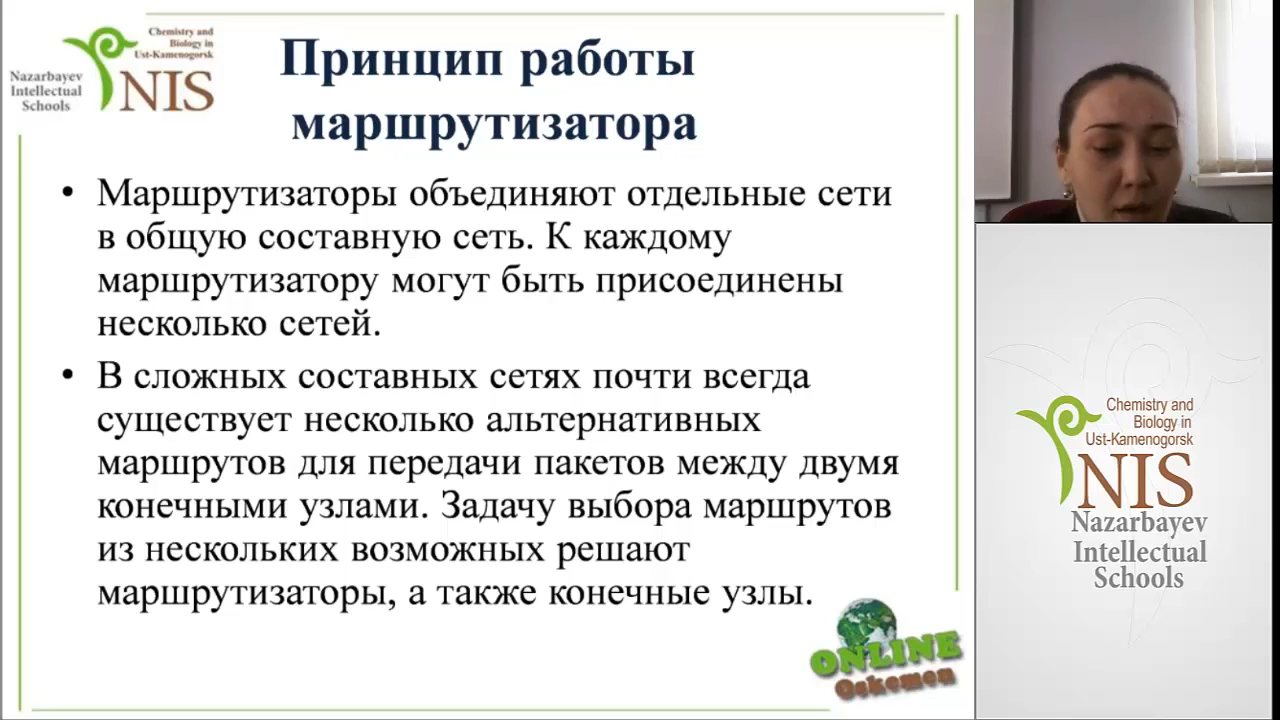 Chemistry and
Biology in
Ust-Kamenogorsk
Nazarbayev
Intellectual
Schools
NIS
Принцип работы
маршрутизатора
• Маршрутизаторы объединяют отдельные сети
в общую составную сеть. К каждому
маршрутизатору могут быть присоединены
несколько сетей.
• В сложных составных сетях почти всегда
существует несколько альтернативных
маршрутов для передачи пакетов между двумя
конечными узлами. Задачу выбора маршрутов
из нескольких возможных решают
маршрутизаторы, а также конечные узлы.
ONLINE
Oskemen
Chemistry and
Biology in
Ust-Kamenogorsk
NIS
Nazarbayev
Intellectual
Schools